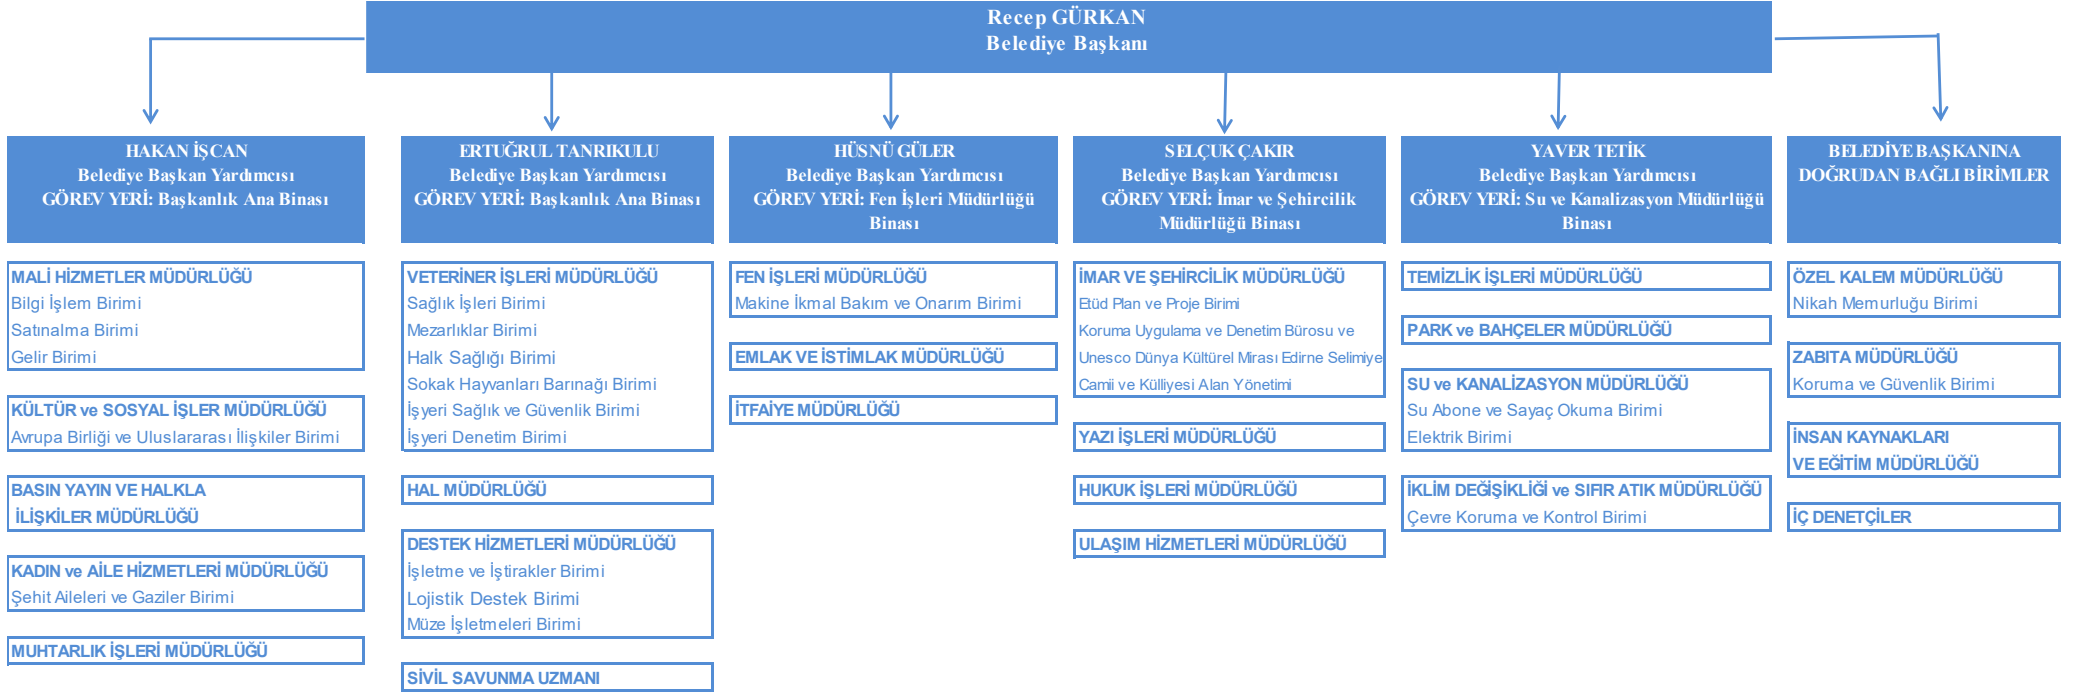 Recep GÜRKAN
Belediye Başkanı
HAKAN İŞCAN
Belediye Başkan Yardımcısı
GÖREV YERİ: Başkanlık Ana Binası
MALİ HİZMETLER MÜDÜRLÜĞÜ
Bilgi İşlem Birimi
Satınalma Birimi
Gelir Birimi
KÜLTÜR ve SOSYAL İŞLER MÜDÜRLÜĞÜ
Avrupa Birliği ve Uluslararası İlişkiler Birimi
BASIN YAYIN VE HALKLA
İLİŞKİLER MÜDÜRLÜĞÜ
KADIN ve AİLE HİZMETLERİ MÜDÜRLÜĞÜ
Şehit Aileleri ve Gaziler Birimi
MUHTARLIK İŞLERİ MÜDÜRLÜĞÜ
ERTUĞRUL TANRIKULU
Belediye Başkan Yardımcısı
GÖREV YERİ: Başkanlık Ana Binası
VETERİNER İŞLERİ MÜDÜRLÜĞÜ
Sağlık İşleri Birimi
Mezarlıklar Birimi
Halk Sağlığı Birimi
Sokak Hayvanları Barınağı Birimi
İşyeri Sağlık ve Güvenlik Birimi
İşyeri Denetim Birimi
HAL MÜDÜRLÜĞÜ
DESTEK HİZMETLERİ MÜDÜRLÜĞÜ
İşletme ve İştirakler Birimi
Lojistik Destek Birimi
Müze İşletmeleri Birimi
SİVİL SAVUNMA UZMANI
HÜSNÜ GÜLER
Belediye Başkan Yardımcısı
GÖREV YERİ: Fen İşleri Müdürlüğü
Binası
FEN İŞLERİ MÜDÜRLÜĞÜ
Makine İkmal Bakım ve Onarım Birimi
EMLAK VE İSTİMLAK MÜDÜRLÜĞÜ
İTFAİYE MÜDÜRLÜĞÜ
SELÇUK ÇAKIR
Belediye Başkan Yardımcısı
GÖREV YERİ: İmar ve Şehircilik
Müdürlüğü Binası
İMAR VE ŞEHİRCİLİK MÜDÜRLÜĞÜ
Etüd Plan ve Proje Birimi
Koruma Uygulama ve Denetim Bürosu ve
Unesco Dünya Kültürel Mirası Edirne Selimiye
Camii ve Külliyesi Alan Yönetimi
YAZI İŞLERİ MÜDÜRLÜĞÜ
HUKUK İŞLERİ MÜDÜRLÜĞÜ
ULAŞIM HİZMETLERİ MÜDÜRLÜĞÜ
YAVER TETİK
Belediye Başkan Yardımcısı
GÖREV YERİ: Su ve Kanalizasyon Müdürlüğü
Binası
TEMİZLİK İŞLERİ MÜDÜRLÜĞÜ
PARK ve BAHÇELER MÜDÜRLÜĞÜ
SU ve KANALİZASYON MÜDÜRLÜĞÜ
Su Abone ve Sayaç Okuma Birimi
Elektrik Birimi
İKLİM DEĞİŞİKLİĞİ ve SIFIR ATIK MÜDÜRLÜĞÜ
Çevre Koruma ve Kontrol Birimi
BELEDİYE BAŞKANINA
DOĞRUDAN BAĞLI BİRİMLER
ÖZEL KALEM MÜDÜRLÜĞÜ
Nikah Memurluğu Birimi
ZABITA MÜDÜRLÜĞÜ
Koruma ve Güvenlik Birimi
İNSAN KAYNAKLARI
VE EĞİTİM MÜDÜRLÜĞÜ
İÇ DENETÇİLER